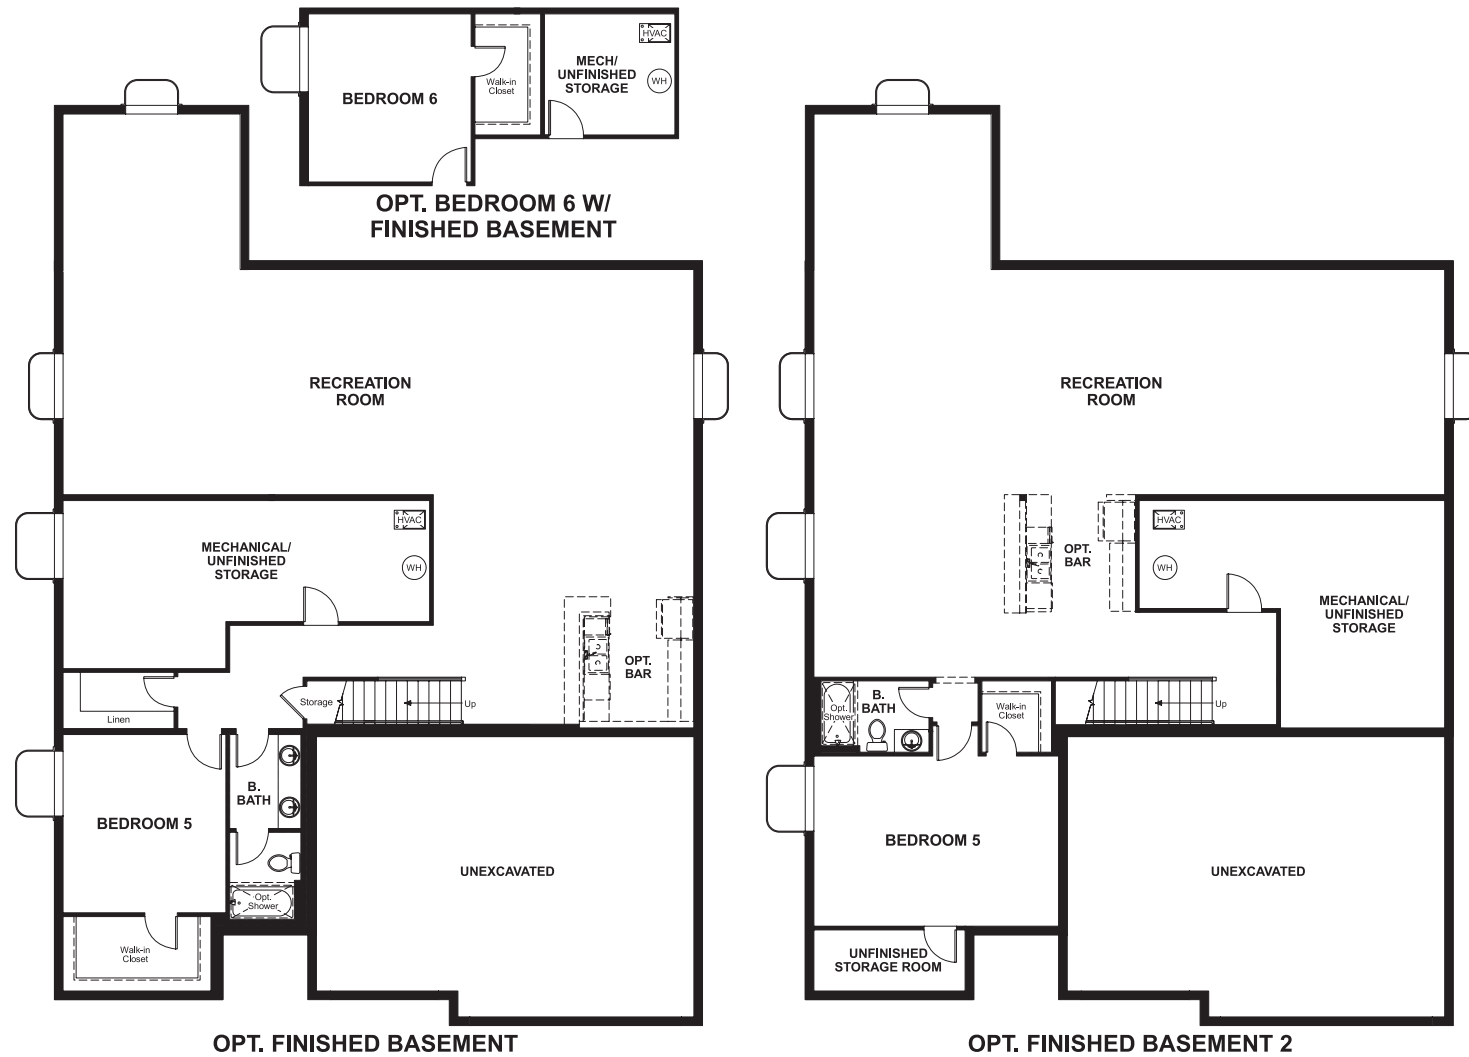 BEDROOM 6
Walk-in
Closet
HVAC
MECH/
UNFINISHED
STORAGE
WH
OPT. BEDROOM 6 W/
FINISHED BASEMENT
RECREATION
ROOM
HVAC
MECHANICAL/
UNFINISHED
STORAGE
WH
OPT.
BAR
Linen
Storage
Up
B.
BATH
BEDROOM 5
UNEXCAVATED
Opt.
Shower
Walk-in
Closet
OPT. FINISHED BASEMENT
RECREATION
ROOM
HVAC
OPT.
BAR
WH
MECHANICAL/
UNFINISHED
STORAGE
B.
BATH
Opt.
Shower
Walk-in
Closet
Up
BEDROOM 5
UNEXCAVATED
UNFINISHED
STORAGE ROOM
OPT. FINISHED BASEMENT 2